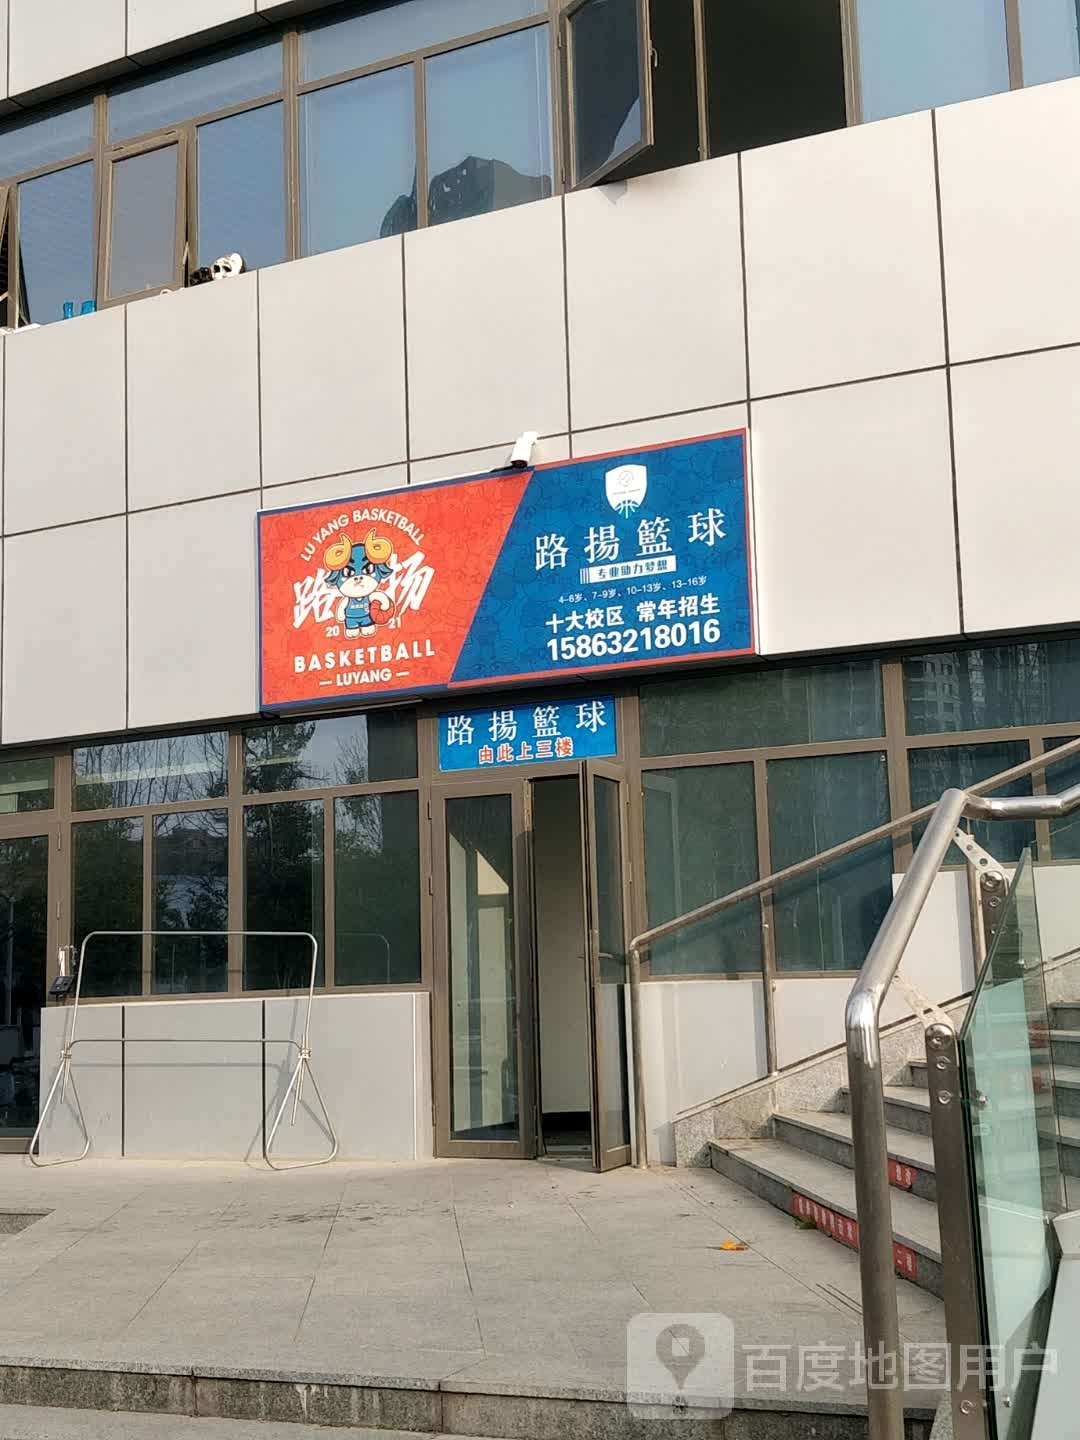 LU YANG BASKETBALL
路扬
20 21
BASKETBALL
— LUYANG —
路揚籃球
专业助力梦想
4-6岁、7-9岁、10-13岁、13-16岁
十大校区 常年招生
15863218016
路揚籃球
由此上三楼
百度地图用户